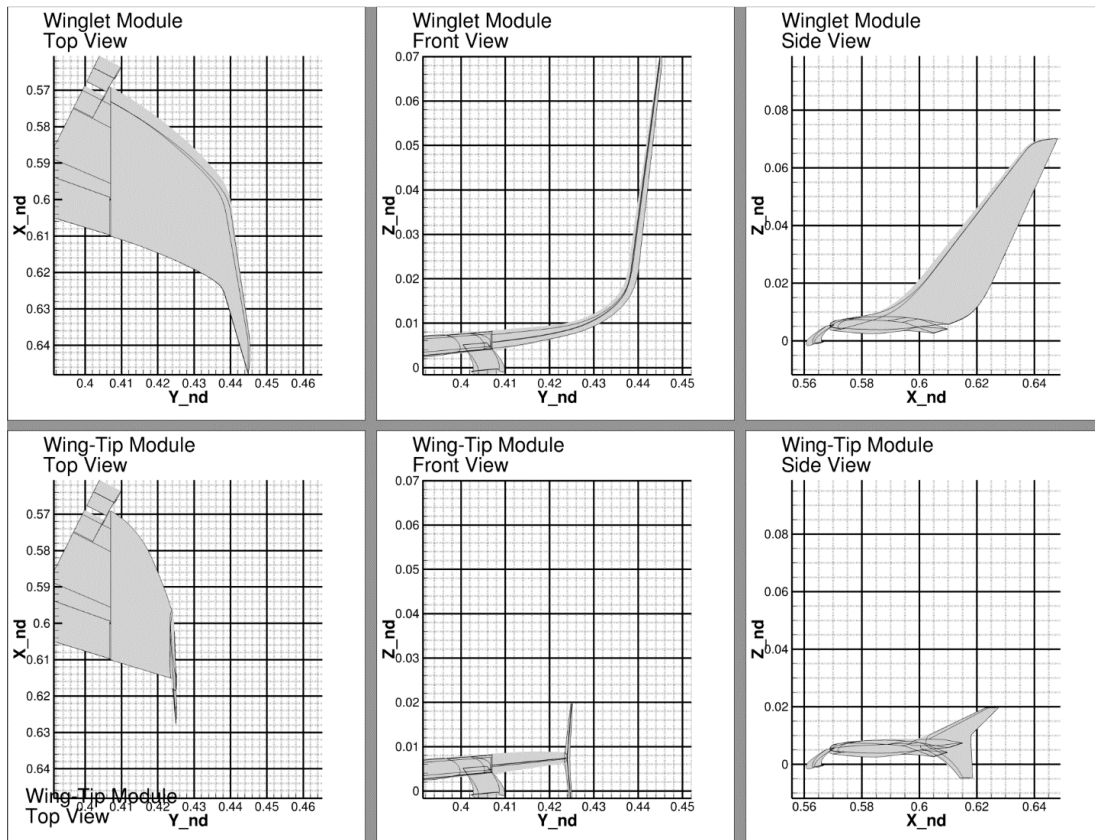 Winglet Module
Top View
0.57
0.58
0.59
0.6
0.61
0.62
0.63
0.64
X_nd
0.4 0.41 0.42 0.43 0.44 0.45 0.46
Y_nd
Winglet Module
Front View
0.07
0.06
0.05
0.04
0.03
0.02
0.01
0
Z_nd
0.4 0.41 0.42 0.43 0.44 0.45
Y_nd
Winglet Module
Side View
0.08
0.06
0.04
0.02
0
Z_nd
0.56 0.58 0.6 0.62 0.64
X_nd
Wing-Tip Module
Top View
0.57
0.58
0.59
0.6
0.61
0.62
0.63
0.64
X_nd
Wing-Tip Module
Top View
0.4 0.41 0.42 0.43 0.44 0.45 0.46
Y_nd
Wing-Tip Module
Front View
0.07
0.06
0.05
0.04
0.03
0.02
0.01
0
Z_nd
0.4 0.41 0.42 0.43 0.44 0.45
Y_nd
Wing-Tip Module
Side View
0.08
0.06
0.04
0.02
0
Z_nd
0.56 0.58 0.6 0.62 0.64
X_nd